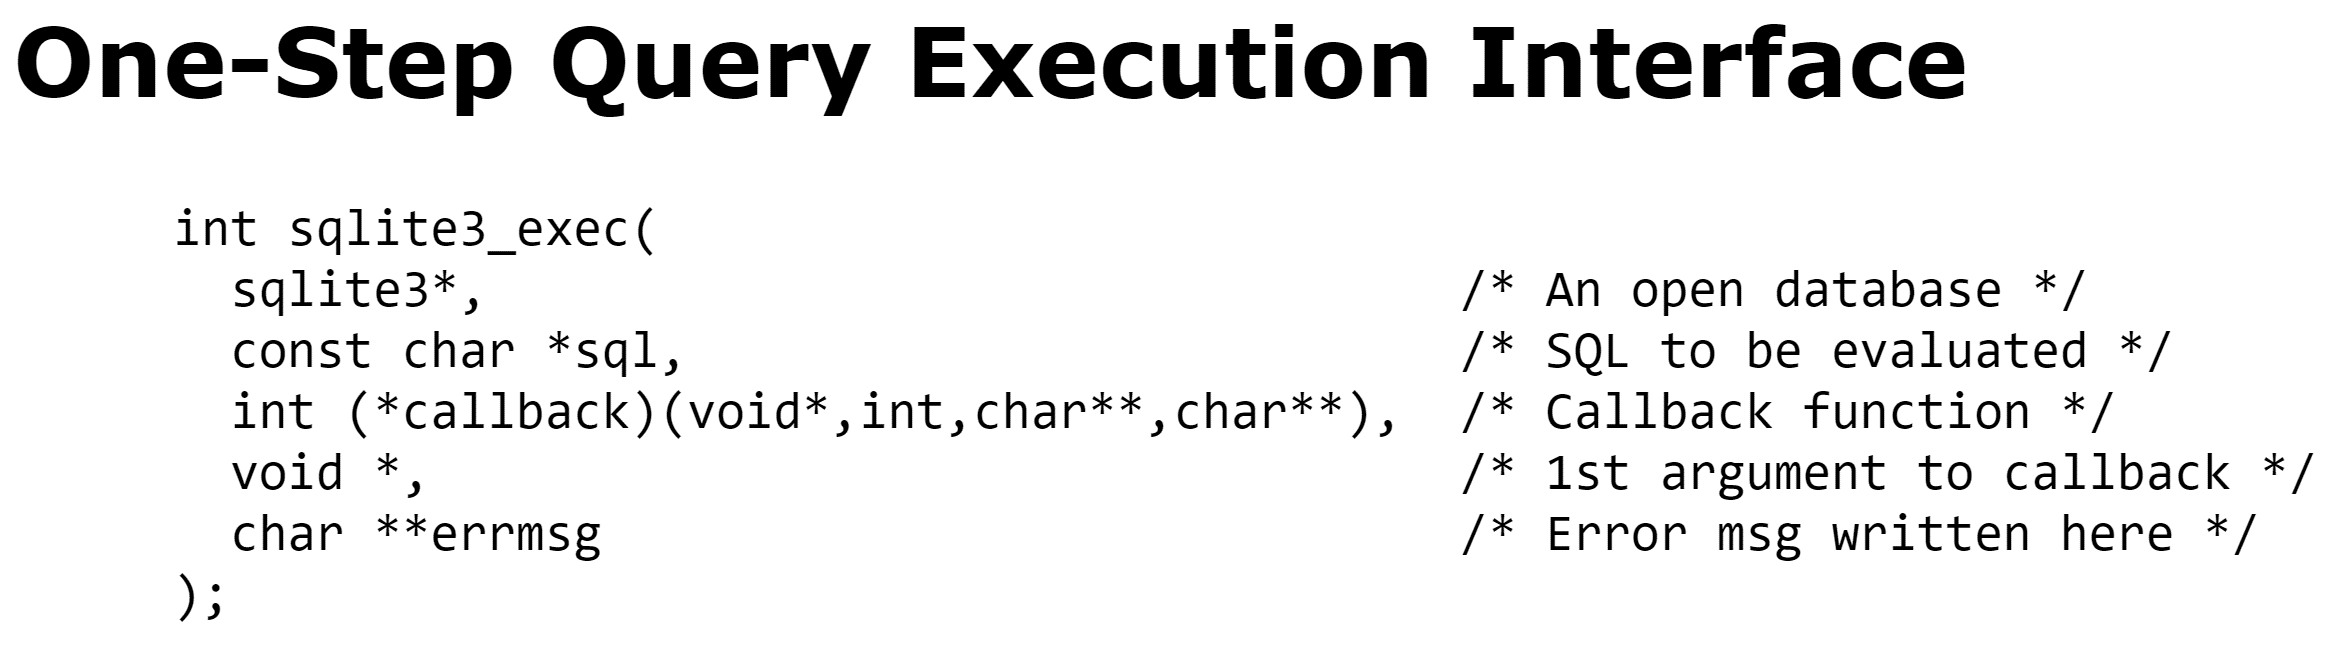 One-Step Query Execution Interface
int sqlite3_exec(
sqlite3*, /* An open database */
const char *sql, /* SQL to be evaluated */
int (*callback)(void*,int,char**,char**), /* Callback function */
void *, /* 1st argument to callback */
char **errmsg /* Error msg written here */
);